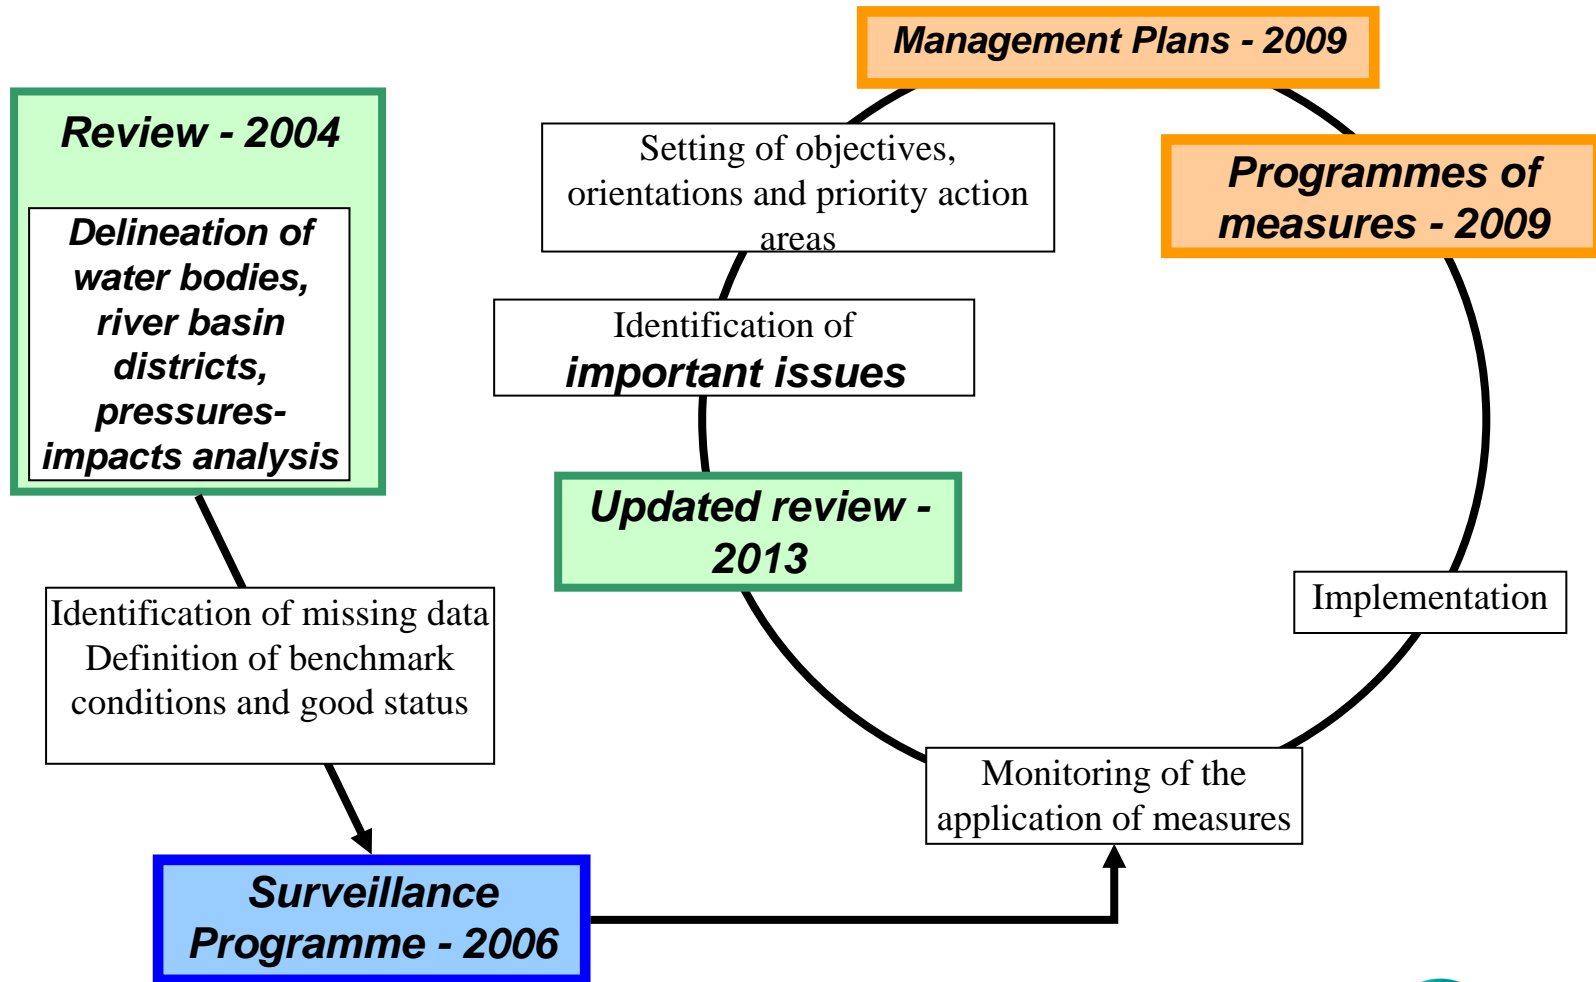 Management Plans - 2009
Review - 2004
Delineation of
water bodies,
river basin
districts,
pressures-
impacts analysis
Setting of objectives,
orientations and priority action
areas
Programmes of
measures - 2009
Identification of
important issues
Updated review -
2013
Identification of missing data
Definition of benchmark
conditions and good status
Implementation
Monitoring of the
application of measures
Surveillance
Programme - 2006